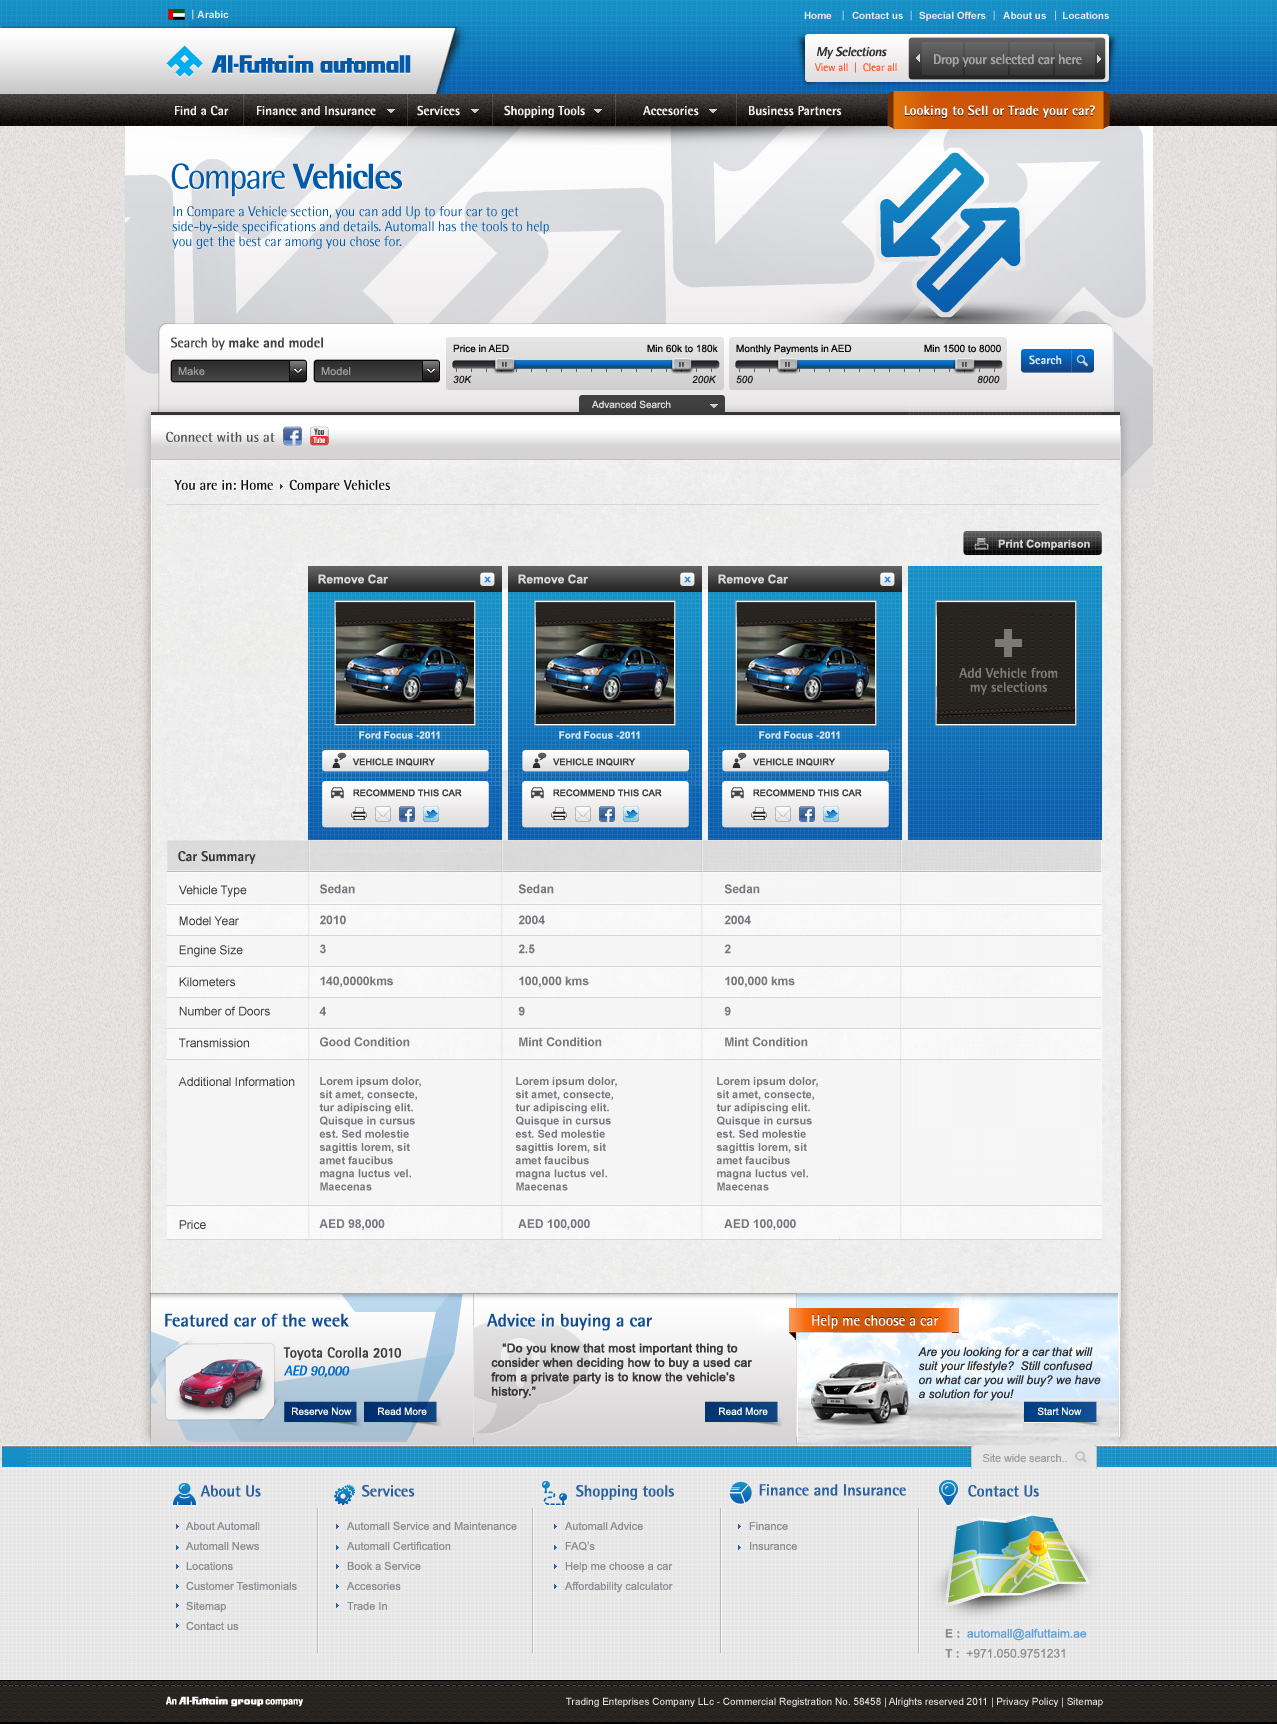 | Arabic
Home | Contact us | Special Offers | About us | Locations
Al-Futtaim automall
My Selections
View all | Clear all
Drop your selected car here
Find a Car
Finance and Insurance
Services
Shopping Tools
Accesories
Business Partners
Looking to Sell or Trade your car?
Compare Vehicles
In Compare a Vehicle section, you can add Up to four car to get
side-by-side specifications and details. Automall has the tools to help
you get the best car among you chose for.
Search by make and model
Make
Model
Price in AED
Min 60k to 180k
30K
200K
Monthly Payments in AED
Min 1500 to 8000
500
8000
Search
Advanced Search
Connect with us at
You Tube
You are in: Home Compare Vehicles
Print Comparison
Remove Car
Remove Car
Remove Car
Add Vehicle from
my selections
Ford Focus -2011
Ford Focus -2011
Ford Focus -2011
VEHICLE INQUIRY
VEHICLE INQUIRY
VEHICLE INQUIRY
RECOMMEND THIS CAR
RECOMMEND THIS CAR
RECOMMEND THIS CAR
Car Summary
Vehicle Type Sedan Sedan Sedan
Model Year 2010 2004 2004
Engine Size 3 2.5 2
Kilometers 140,0000kms 100,000 kms 100,000 kms
Number of Doors 4 9 9
Transmission Good Condition Mint Condition Mint Condition
Additional Information
Lorem ipsum dolor,
sit amet, consecte,
tur adipiscing elit.
Quisque in cursus
est. Sed molestie
sagittis lorem, sit
amet faucibus
magna luctus vel.
Maecenas
Lorem ipsum dolor,
sit amet, consecte,
tur adipiscing elit.
Quisque in cursus
est. Sed molestie
sagittis lorem, sit
amet faucibus
magna luctus vel.
Maecenas
Lorem ipsum dolor,
sit amet, consecte,
tur adipiscing elit.
Quisque in cursus
est. Sed molestie
sagittis lorem, sit
amet faucibus
magna luctus vel.
Maecenas
Price AED 98,000 AED 100,000 AED 100,000
Featured car of the week
Toyota Corolla 2010
AED 90,000
Reserve Now
Read More
Advice in buying a car
“Do you know that most important thing to
consider when deciding how to buy a used car
from a private party is to know the vehicle’s
history.”
Read More
Help me choose a car
Are you looking for a car that will
suit your lifestyle? Still confused
on what car you will buy? we have
a solution for you!
Start Now
Site wide search..
About Us
About Automall
Automall News
Locations
Customer Testimonials
Sitemap
Contact us
Services
Automall Service and Maintenance
Automall Certification
Book a Service
Accesories
Trade In
Shopping tools
Automall Advice
FAQ's
Help me choose a car
Affordability calculator
Finance and Insurance
Finance
Insurance
Contact Us
E : automall@alfuttaim.ae
T : +971.050.9751231
An Al-Futtaim group company
Trading Enteprises Company LLc - Commercial Registration No. 58458 | Alrights reserved 2011 | Privacy Policy | Sitemap